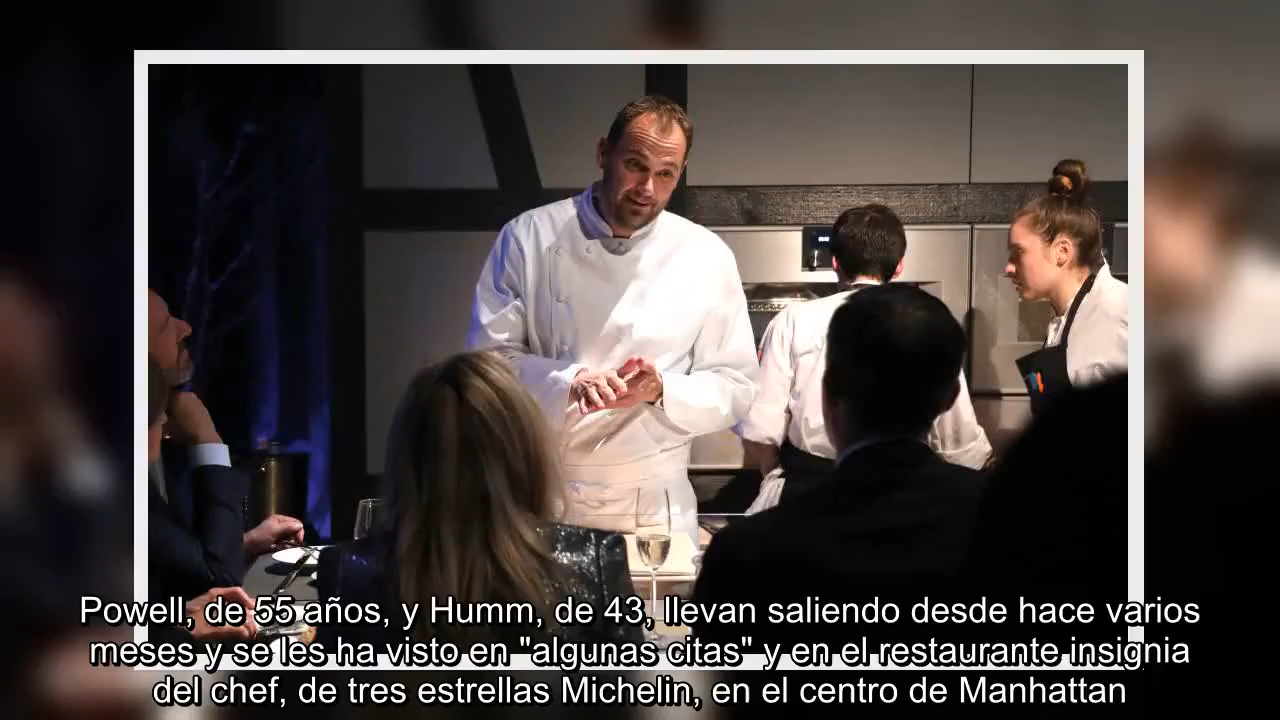 Powell, de 55 años, y Humm, de 43, llevan saliendo desde hace varios
meses y se les ha visto en "algunas citas" y en el restaurante insignia
del chef, de tres estrellas Michelin, en el centro de Manhattan